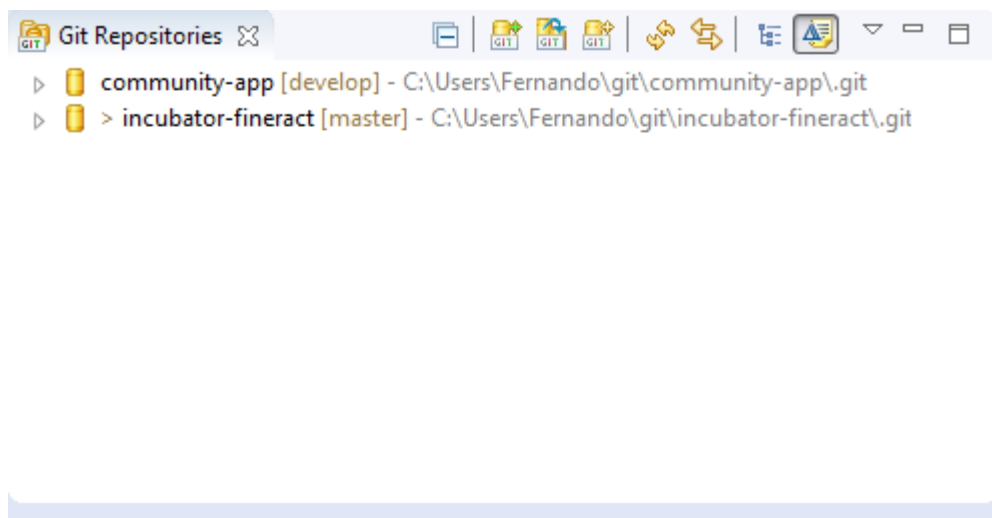 Git Repositories
community-app [develop] - C:\Users\Fernando\git\community-app\.git
> incubator-fineract [master] - C:\Users\Fernando\git\incubator-fineract\.git